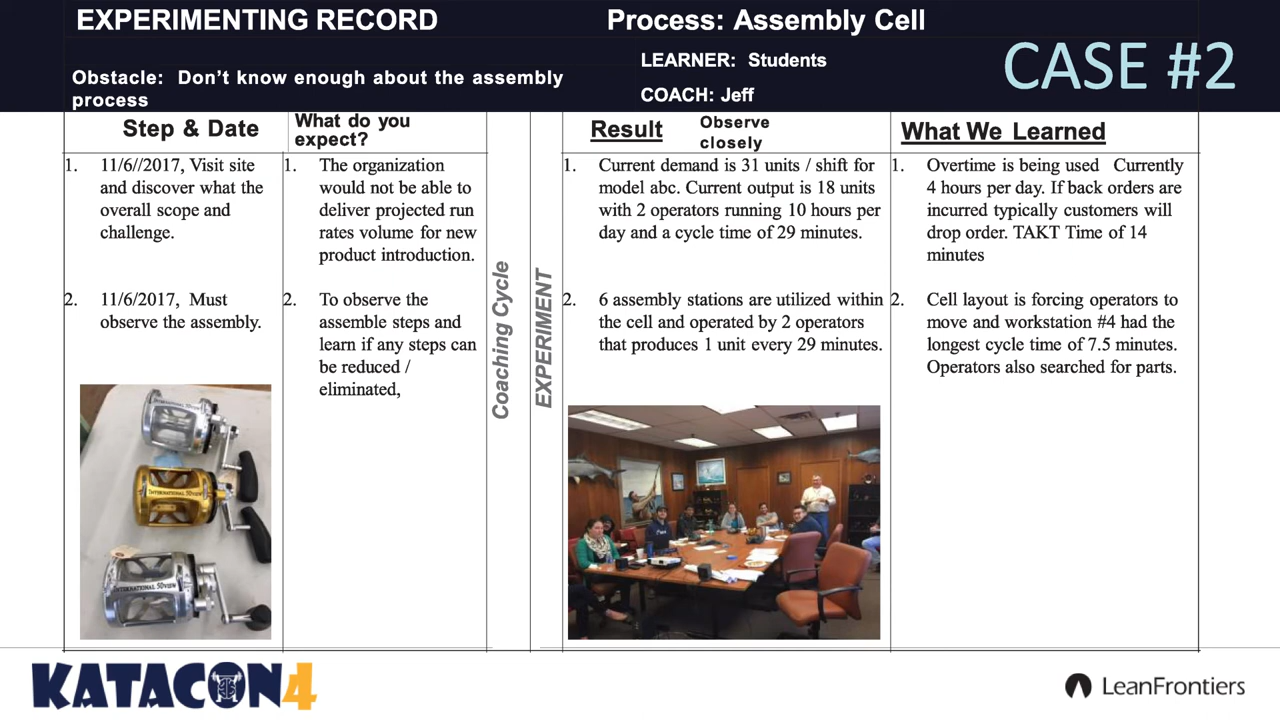 EXPERIMENTING RECORD
Process: Assembly Cell
LEARNER: Students
CASE #2
Obstacle: Don't know enough about the assembly
process
COACH: Jeff
Step & Date
What do you
expect?
Result
Observe
closely
What We Learned
1. 11/6//2017, Visit site
and discover what the
overall scope and
challenge.
1. The organization
would not be able to
deliver projected run
rates volume for new
product introduction.
1. Current demand is 31 units / shift for
model abc. Current output is 18 units
with 2 operators running 10 hours per
day and a cycle time of 29 minutes.
1. Overtime is being used Currently
4 hours per day. If back orders are
incurred typically customers will
drop order. TAKT Time of 14
minutes
2. 11/6/2017, Must
observe the assembly.
2. To observe the
assemble steps and
learn if any steps can
be reduced /
eliminated,
Coaching Cycle
EXPERIMENT
2. 6 assembly stations are utilized within
the cell and operated by 2 operators
that produces 1 unit every 29 minutes.
2. Cell layout is forcing operators to
move and workstation #4 had the
longest cycle time of 7.5 minutes.
Operators also searched for parts.
INTERNATIONAL 50VIEW
INTERNATIONAL 50VIEW
KATACON4
LeanFrontiers